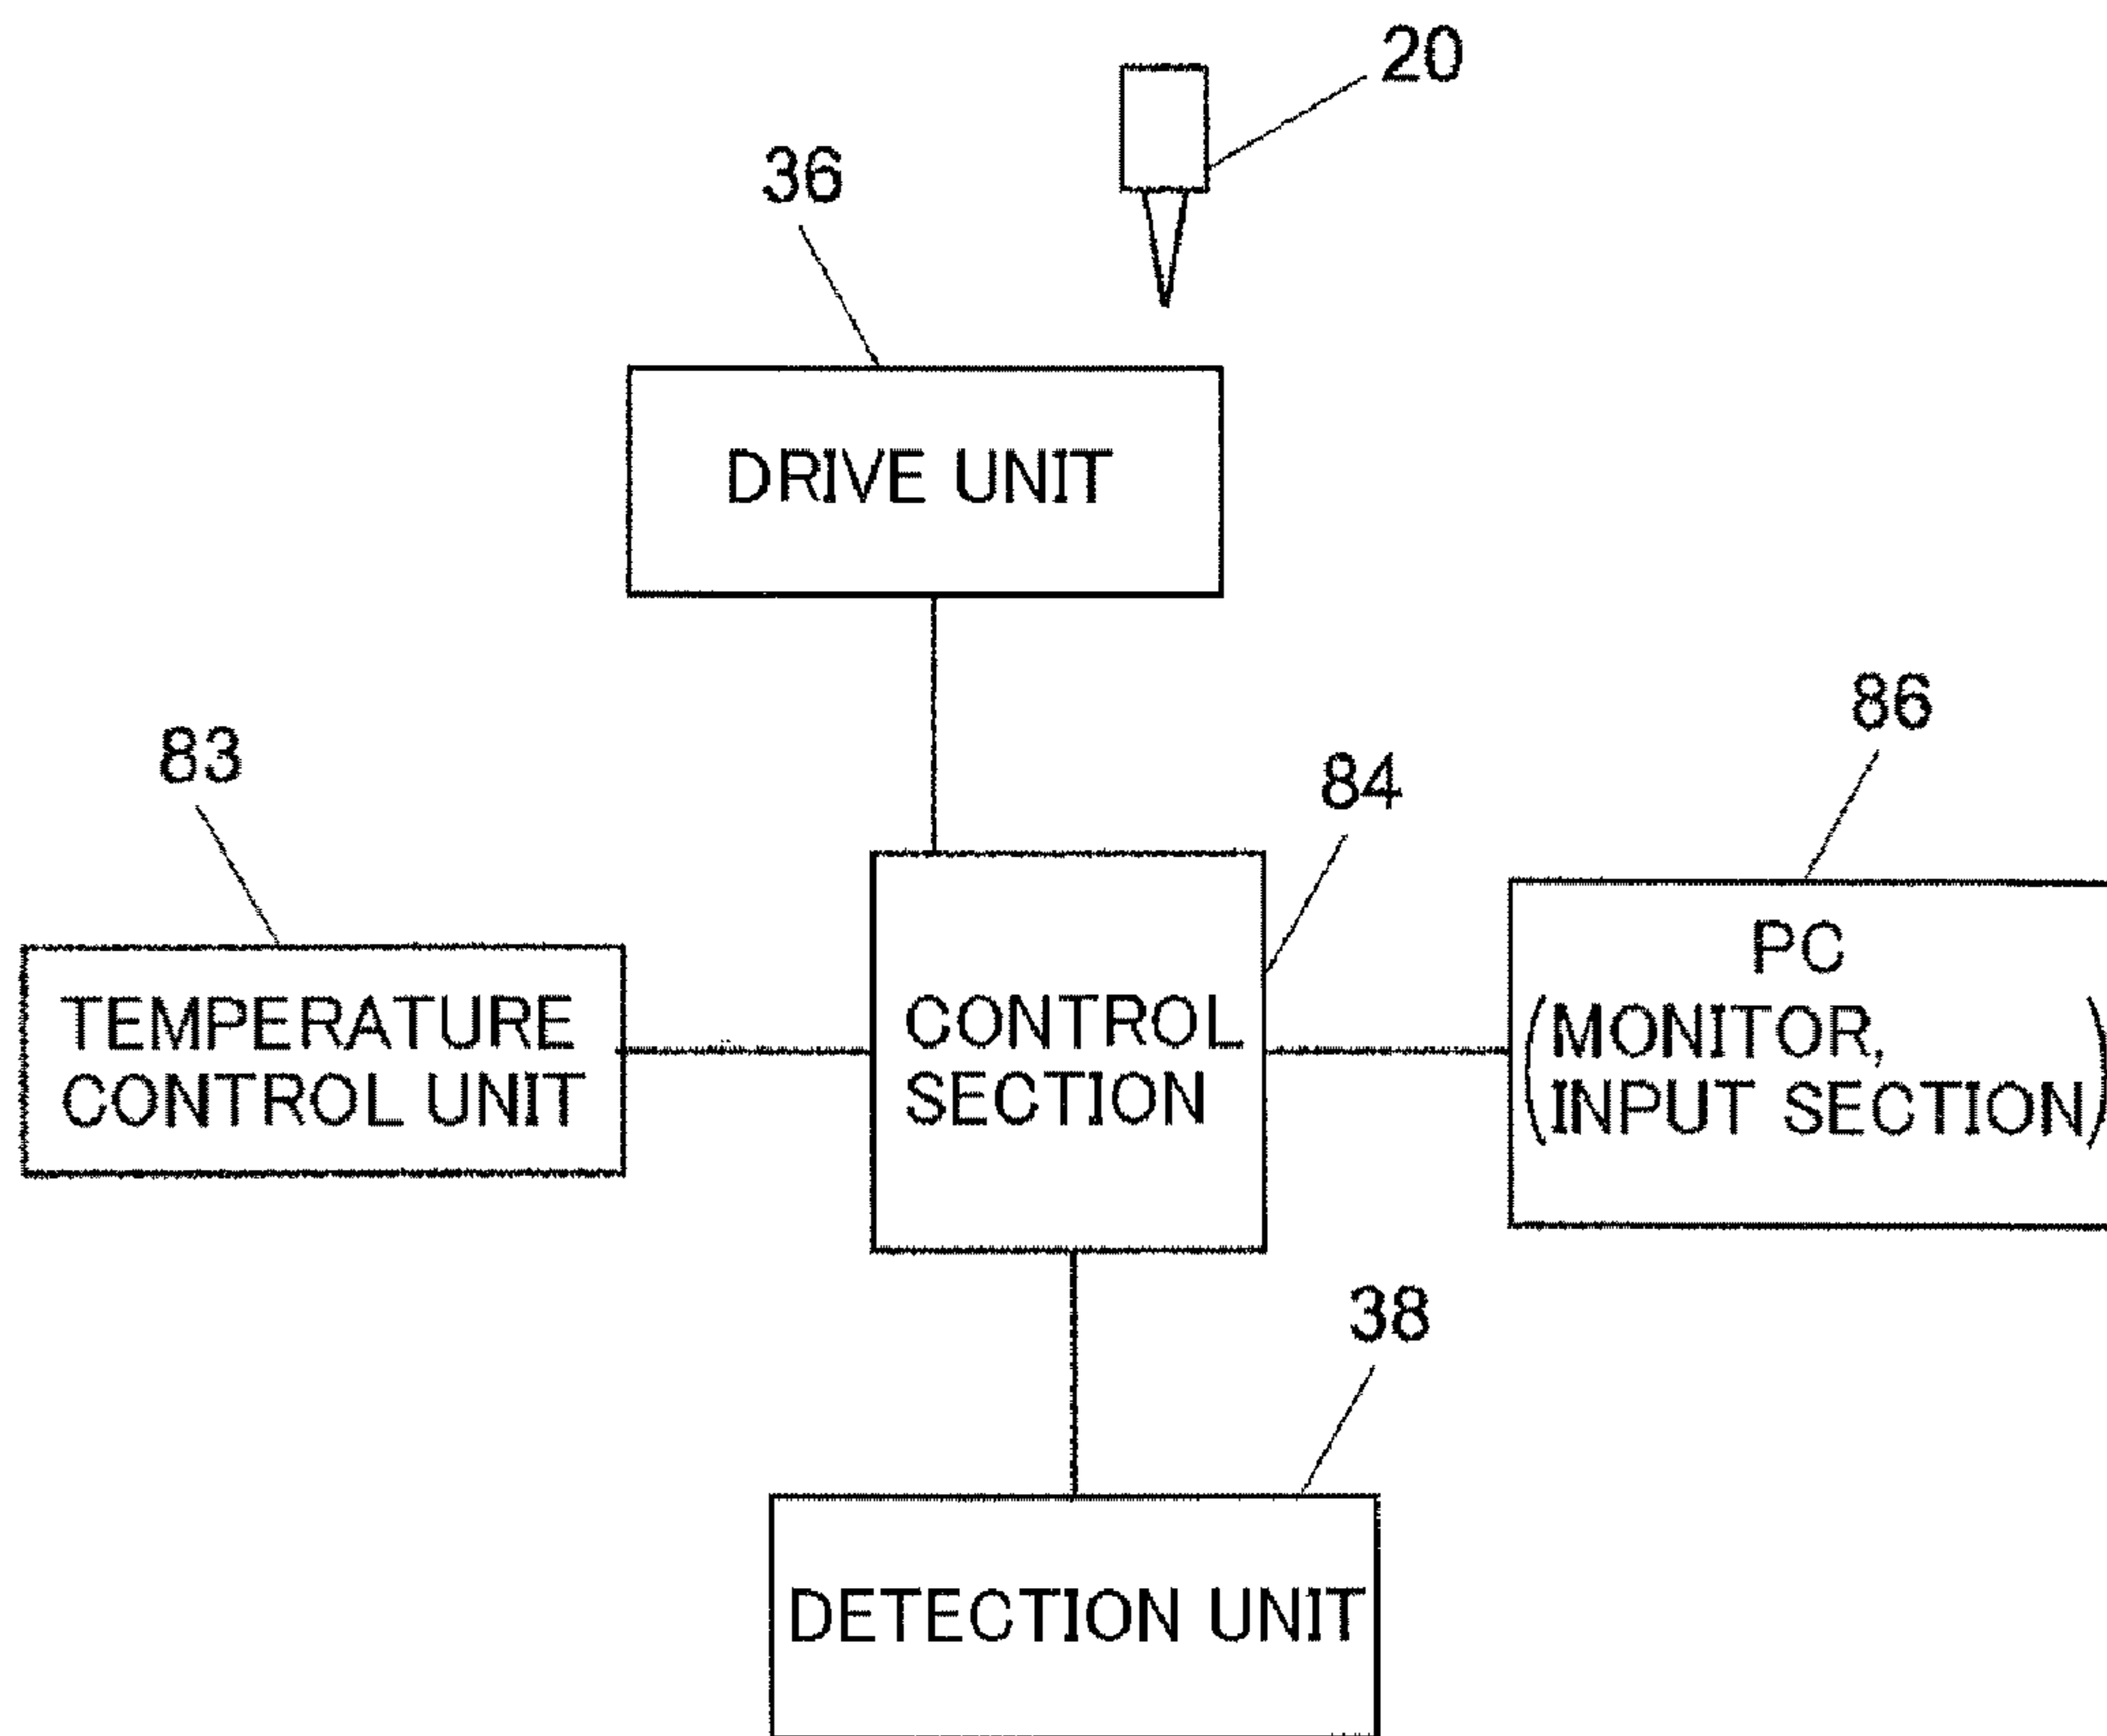 20
36
DRIVE UNIT
86
83
84
PC
(MONITOR,
INPUT SECTION)
TEMPERATURE
CONTROL UNIT
CONTROL
SECTION
38
DETECTION UNIT